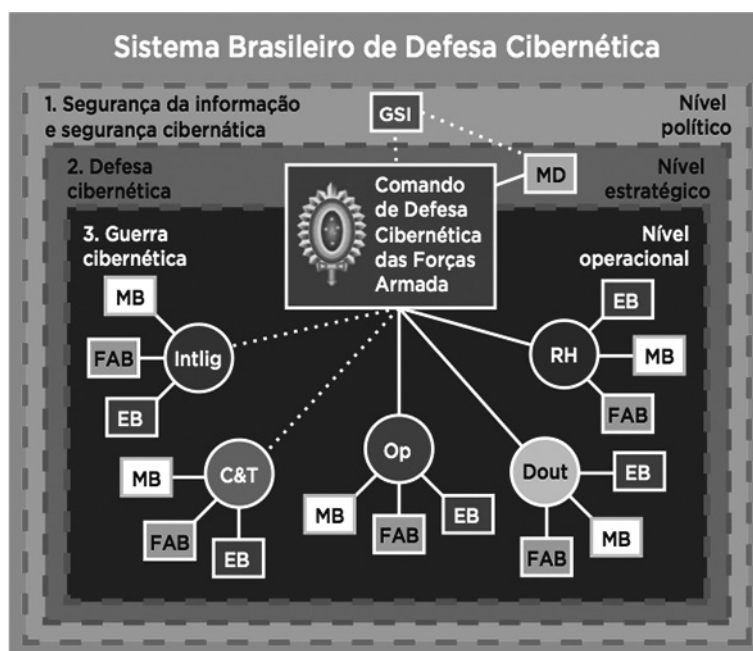 Sistema Brasileiro de Defesa Cibernética
1. Segurança da informação
e segurança cibernática
GSI
Nível
político
2. Defesa
cibernética
MD
Nível
estratégico
Comando
de Defesa
Cibernética
das Forças
Armada
3. Guerra
cibernética
Nível
operacional
MB
FAB
EB
Intlig
EB
MB
FAB
RH
MB
FAB
EB
C&T
Op
MB
FAB
EB
Dout
EB
MB
FAB